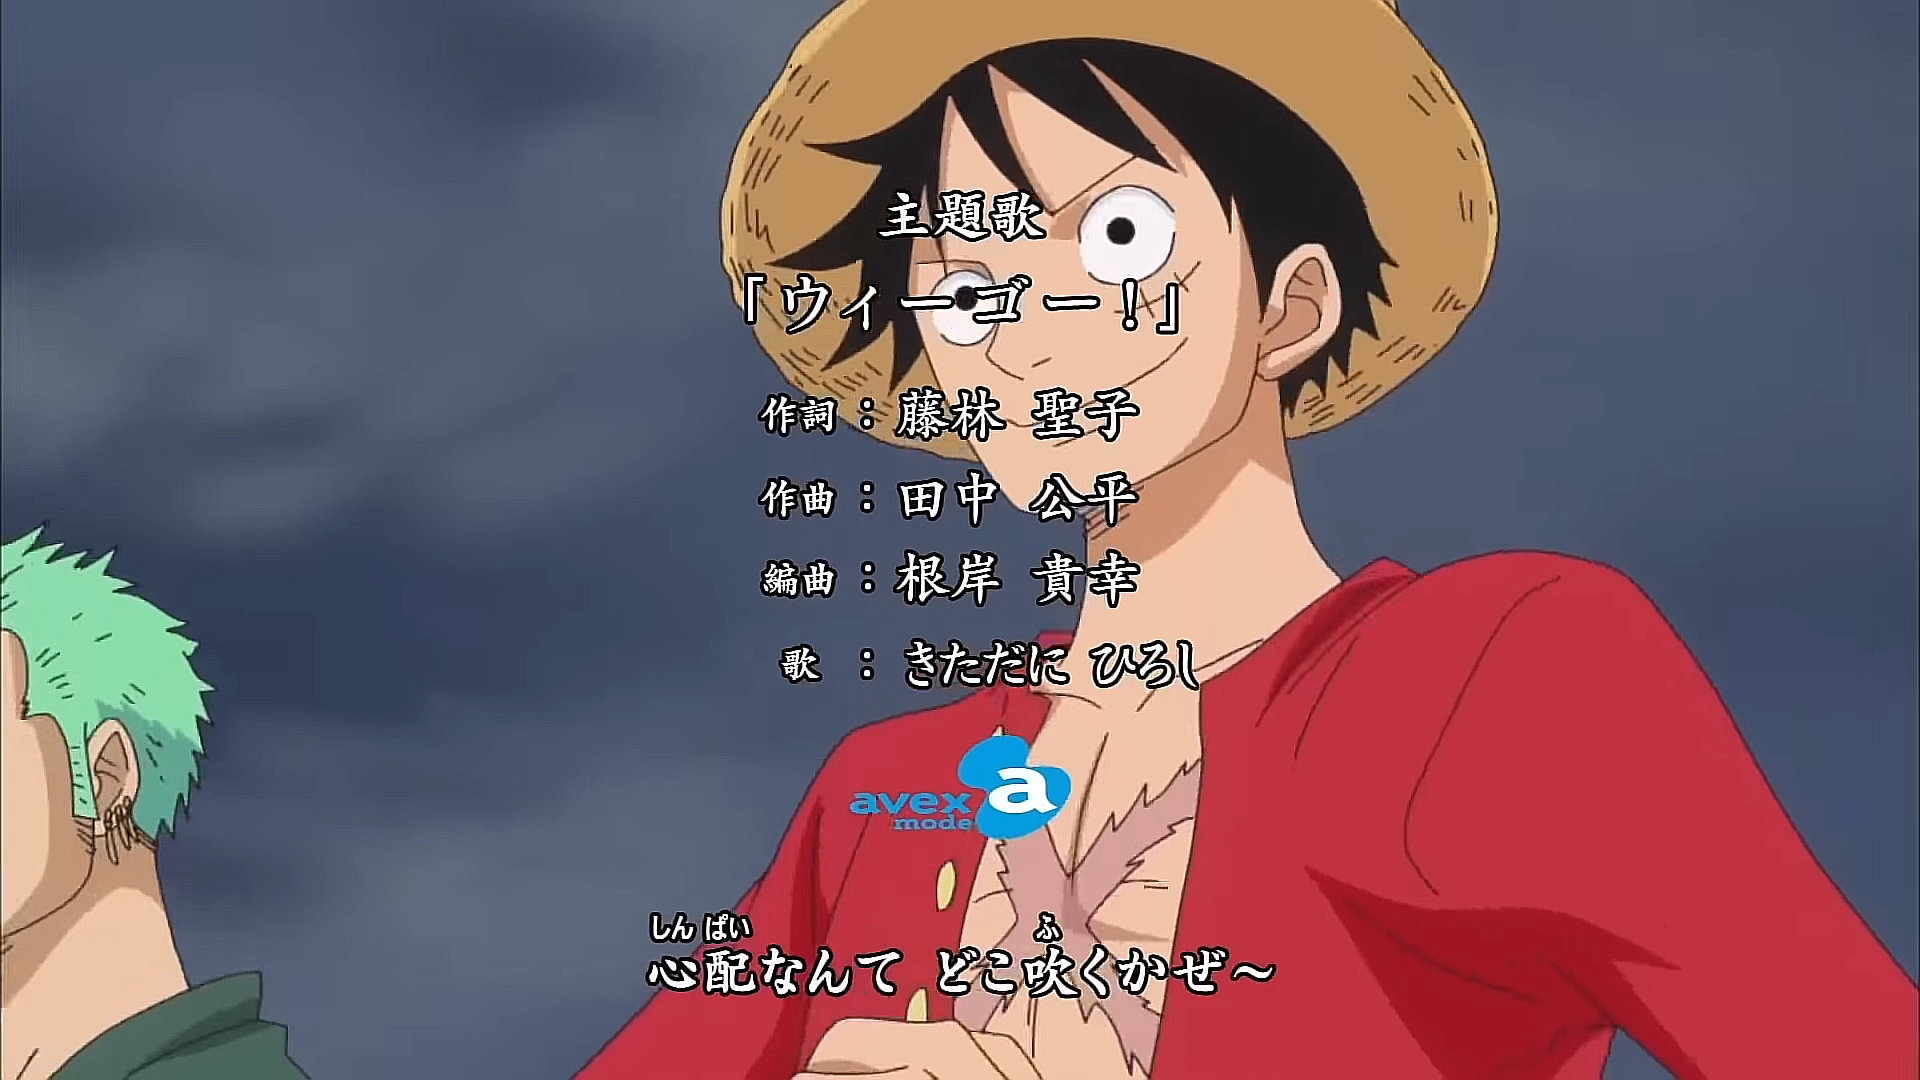 主題歌
「ウィーゴー!」
作詞 : 藤林 聖子
作曲 : 田中 公平
編曲 : 根岸 貴幸
歌 : きただに ひろし
avex
mode a
しんぱい ふ
心配なんて どこ吹くかぜ〜